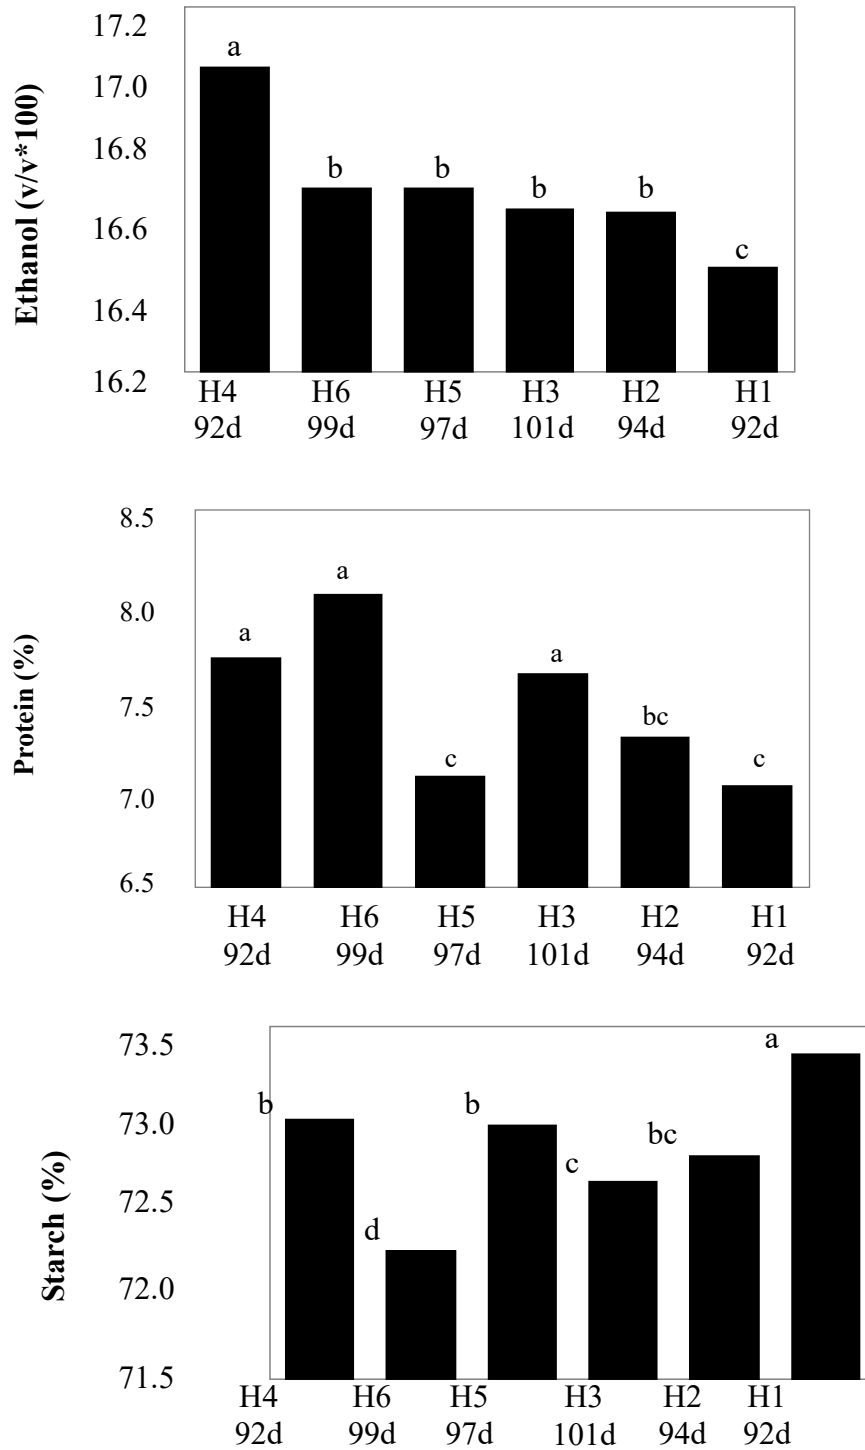 Ethanol (v/v*100)
17.2
17.0
16.8
16.6
16.4
16.2
a
b
b
b
b
c
H4 H6 H5 H3 H2 H1
92d 99d 97d 101d 94d 92d
Protein (%)
8.5
8.0
7.5
7.0
6.5
a
a
c
a
bc
c
H4 H6 H5 H3 H2 H1
92d 99d 97d 101d 94d 92d
Starch (%)
73.5
73.0
72.5
72.0
71.5
b
d
b
c
bc
a
H4 H6 H5 H3 H2 H1
92d 99d 97d 101d 94d 92d